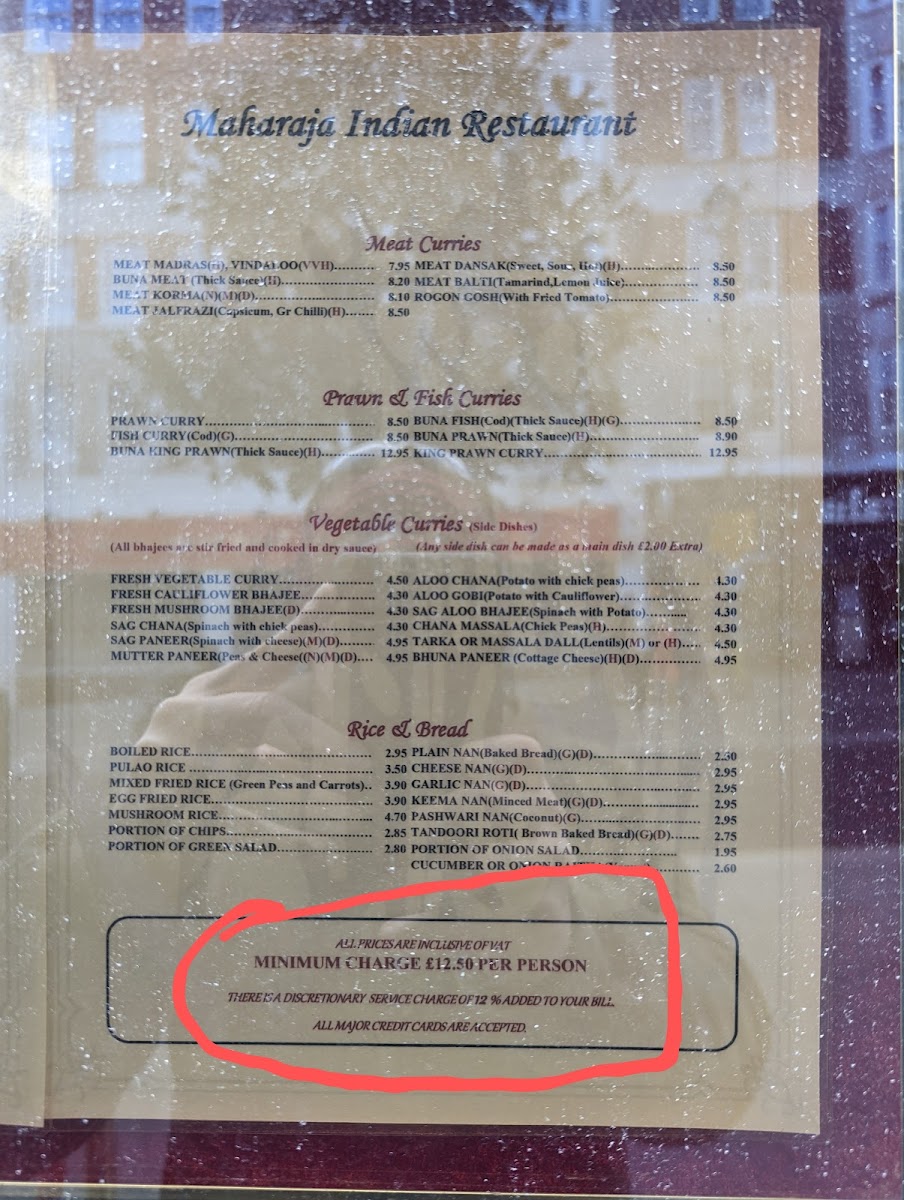 Maharaja Indian Restaurant
Meat Curries
MEAT MADRAS(H), VINDALOO(VVH).......... 7.95 MEAT DANSAK(Sweet, Sour, Hot)(H)..................... 8.50
BUNA MEAT (Thick Sauce)(H)....................... 8.20 MEAT BALTI(Tamarind,Lemon Juice)................... 8.50
MEAT KORMA(N)(M)(D).............................. 8.10 ROGON GOSH(With Fried Tomato)....................... 8.50
MEAT JALFRAZI(Capsicum, Gr Chilli)(H)....... 8.50
Prawn & Fish Curries
PRAWN CURRY.......................................... 8.50 BUNA FISH(Cod)(Thick Sauce)(H)(G)..................... 8.50
FISH CURRY(Cod)(G)................................... 8.50 BUNA PRAWN(Thick Sauce)(H)............................ 8.90
BUNA KING PRAWN(Thick Sauce)(H)............. 12.95 KING PRAWN CURRY......................................... 12.95
Vegetable Curries (Side Dishes)
(All bhajees are stir fried and cooked in dry sauce) (Any side dish can be made as a main dish £2.00 Extra)
FRESH VEGETABLE CURRY........................ 4.50 ALOO CHANA(Potato with chick peas)................... 4.30
FRESH CAULIFLOWER BHAJEE.................. 4.30 ALOO GOBI(Potato with Cauliflower).................... 4.30
FRESH MUSHROOM BHAJEE(D)................... 4.30 SAG ALOO BHAJEE(Spinach with Potato).......... 4.30
SAG CHANA(Spinach with chick peas).............. 4.30 CHANA MASSALA(Chick Peas)(H)........................ 4.30
SAG PANEER(Spinach with cheese)(M)(D)......... 4.95 TARKA OR MASSALA DALL(Lentils)(M) or (H)..... 4.50
MUTTER PANEER(Peas & Cheese((N)(M)(D).... 4.95 BHUNA PANEER (Cottage Cheese)(H)(D)............... 4.95
Rice & Bread
BOILED RICE............................................. 2.95 PLAIN NAN(Baked Bread)(G)(D).......................... 2.30
PULAO RICE ............................................. 3.50 CHEESE NAN(G)(D)........................................... 2.95
MIXED FRIED RICE (Green Peas and Carrots).. 3.90 GARLIC NAN(G)(D)............................................ 2.95
EGG FRIED RICE........................................ 3.90 KEEMA NAN(Minced Meat)(G)(D)........................ 2.95
MUSHROOM RICE....................................... 4.70 PASHWARI NAN(Coconut)(G).............................. 2.95
PORTION OF CHIPS.................................... 2.85 TANDOORI ROTI( Brown Baked Bread)(G)(D)....... 2.75
PORTION OF GREEN SALAD......................... 2.80 PORTION OF ONION SALAD........................ 1.95
CUCUMBER OR ONION .......... 2.60
ALL PRICES ARE INCLUSIVE OF VAT
MINIMUM CHARGE £12.50 PER PERSON
THERE IS A DISCRETIONARY SERVICE CHARGE OF 12 % ADDED TO YOUR BILL.
ALL MAJOR CREDIT CARDS ARE ACCEPTED.